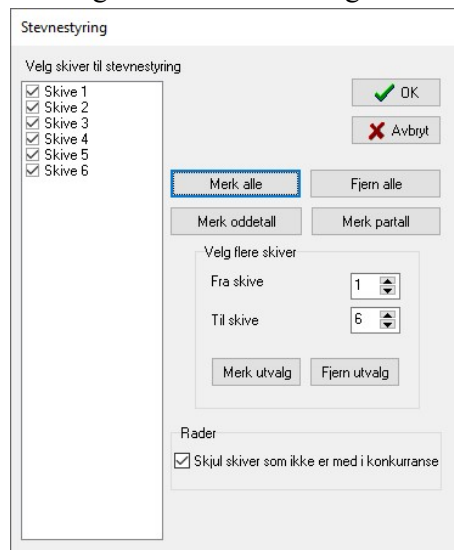 Stevnestyring
Velg skiver til stevnestyring
Skive 1
Skive 2
Skive 3
Skive 4
Skive 5
Skive 6
OK
Avbryt
Merk alle
Fjern alle
Merk oddetall
Merk partall
Velg flere skiver
Fra skive
1
Til skive
6
Merk utvalg
Fjern utvalg
Rader
Skjul skiver som ikke er med i konkurranse